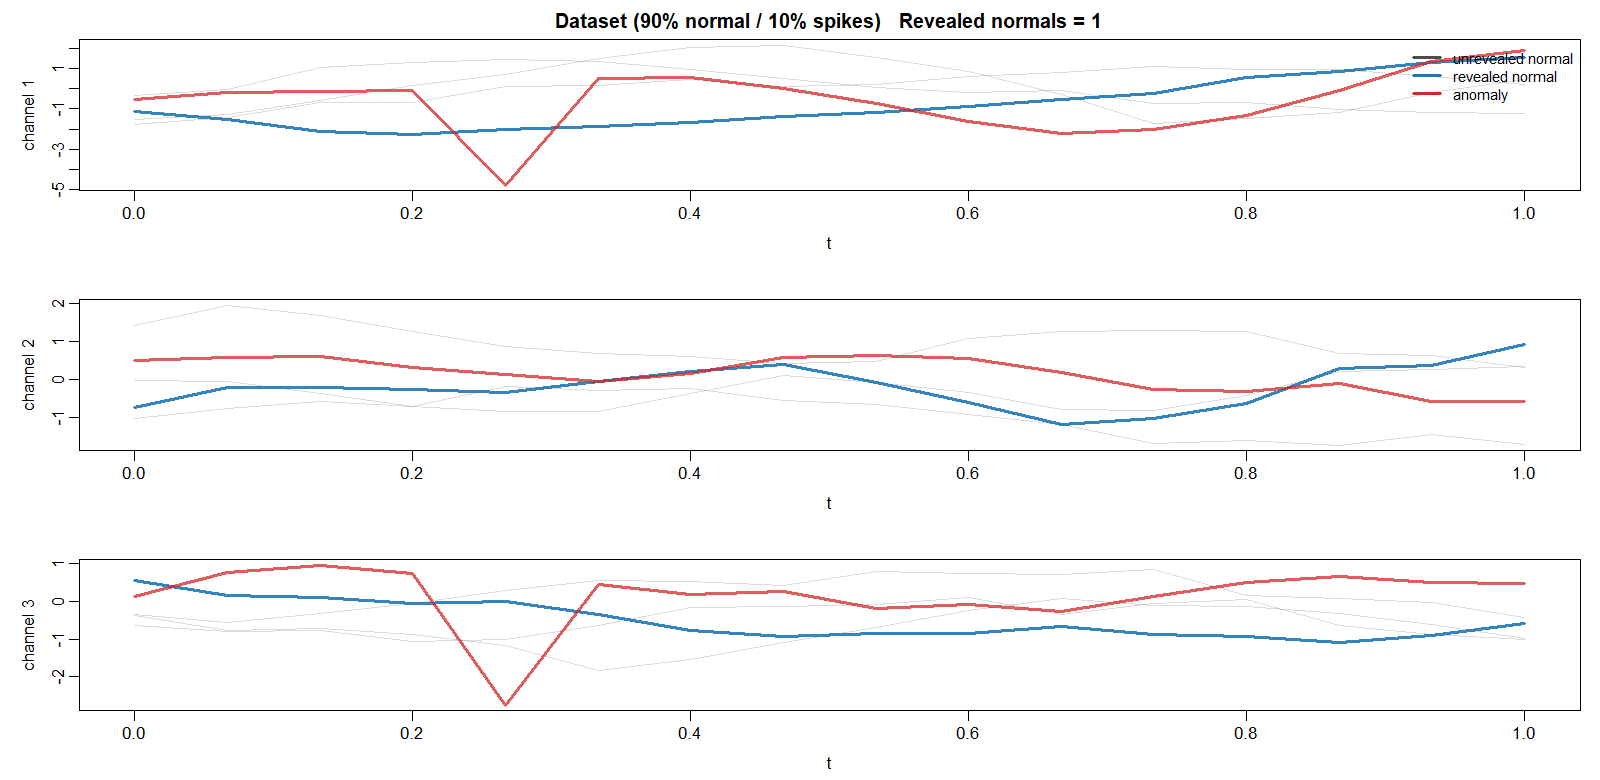 Dataset (90% normal / 10% spikes) Revealed normals = 1
channel 1
1
-1
-3
-5
unrevealed normal
revealed normal
anomaly
0.0 0.2 0.4 0.6 0.8 1.0
t
channel 2
2
1
0
-1
0.0 0.2 0.4 0.6 0.8 1.0
t
channel 3
1
0
-1
-2
0.0 0.2 0.4 0.6 0.8 1.0
t